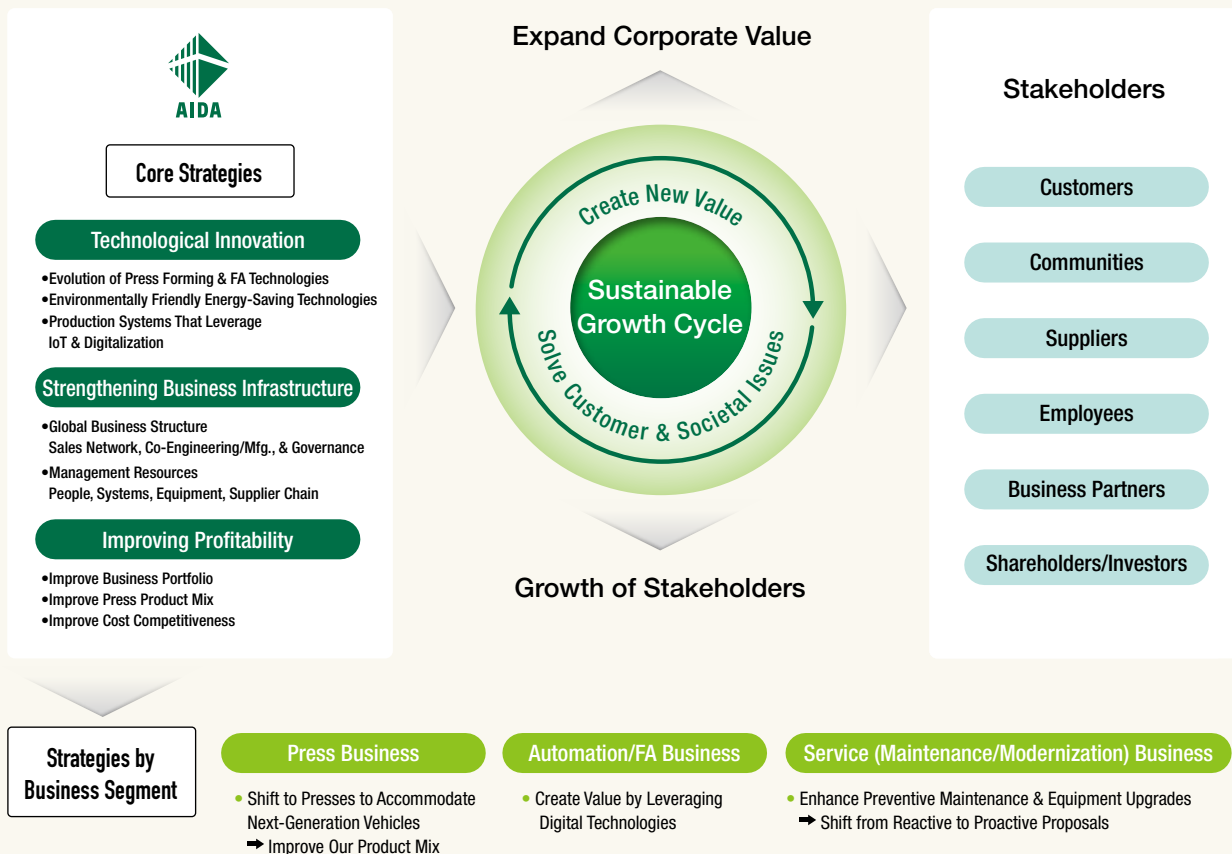 AIDA
Core Strategies
Technological Innovation
•Evolution of Press Forming & FA Technologies
•Environmentally Friendly Energy-Saving Technologies
•Production Systems That Leverage
IoT & Digitalization
Strengthening Business Infrastructure
•Global Business Structure
Sales Network, Co-Engineering/Mfg., & Governance
•Management Resources
People, Systems, Equipment, Supplier Chain
Improving Profitability
•Improve Business Portfolio
•Improve Press Product Mix
•Improve Cost Competitiveness
Expand Corporate Value
Create New Value
Sustainable
Growth Cycle
Solve Customer & Societal Issues
Growth of Stakeholders
Stakeholders
Customers
Communities
Suppliers
Employees
Business Partners
Shareholders/Investors
Strategies by
Business Segment
Press Business
• Shift to Presses to Accommodate
Next-Generation Vehicles
➡ Improve Our Product Mix
Automation/FA Business
• Create Value by Leveraging
Digital Technologies
Service (Maintenance/Modernization) Business
• Enhance Preventive Maintenance & Equipment Upgrades
➡ Shift from Reactive to Proactive Proposals